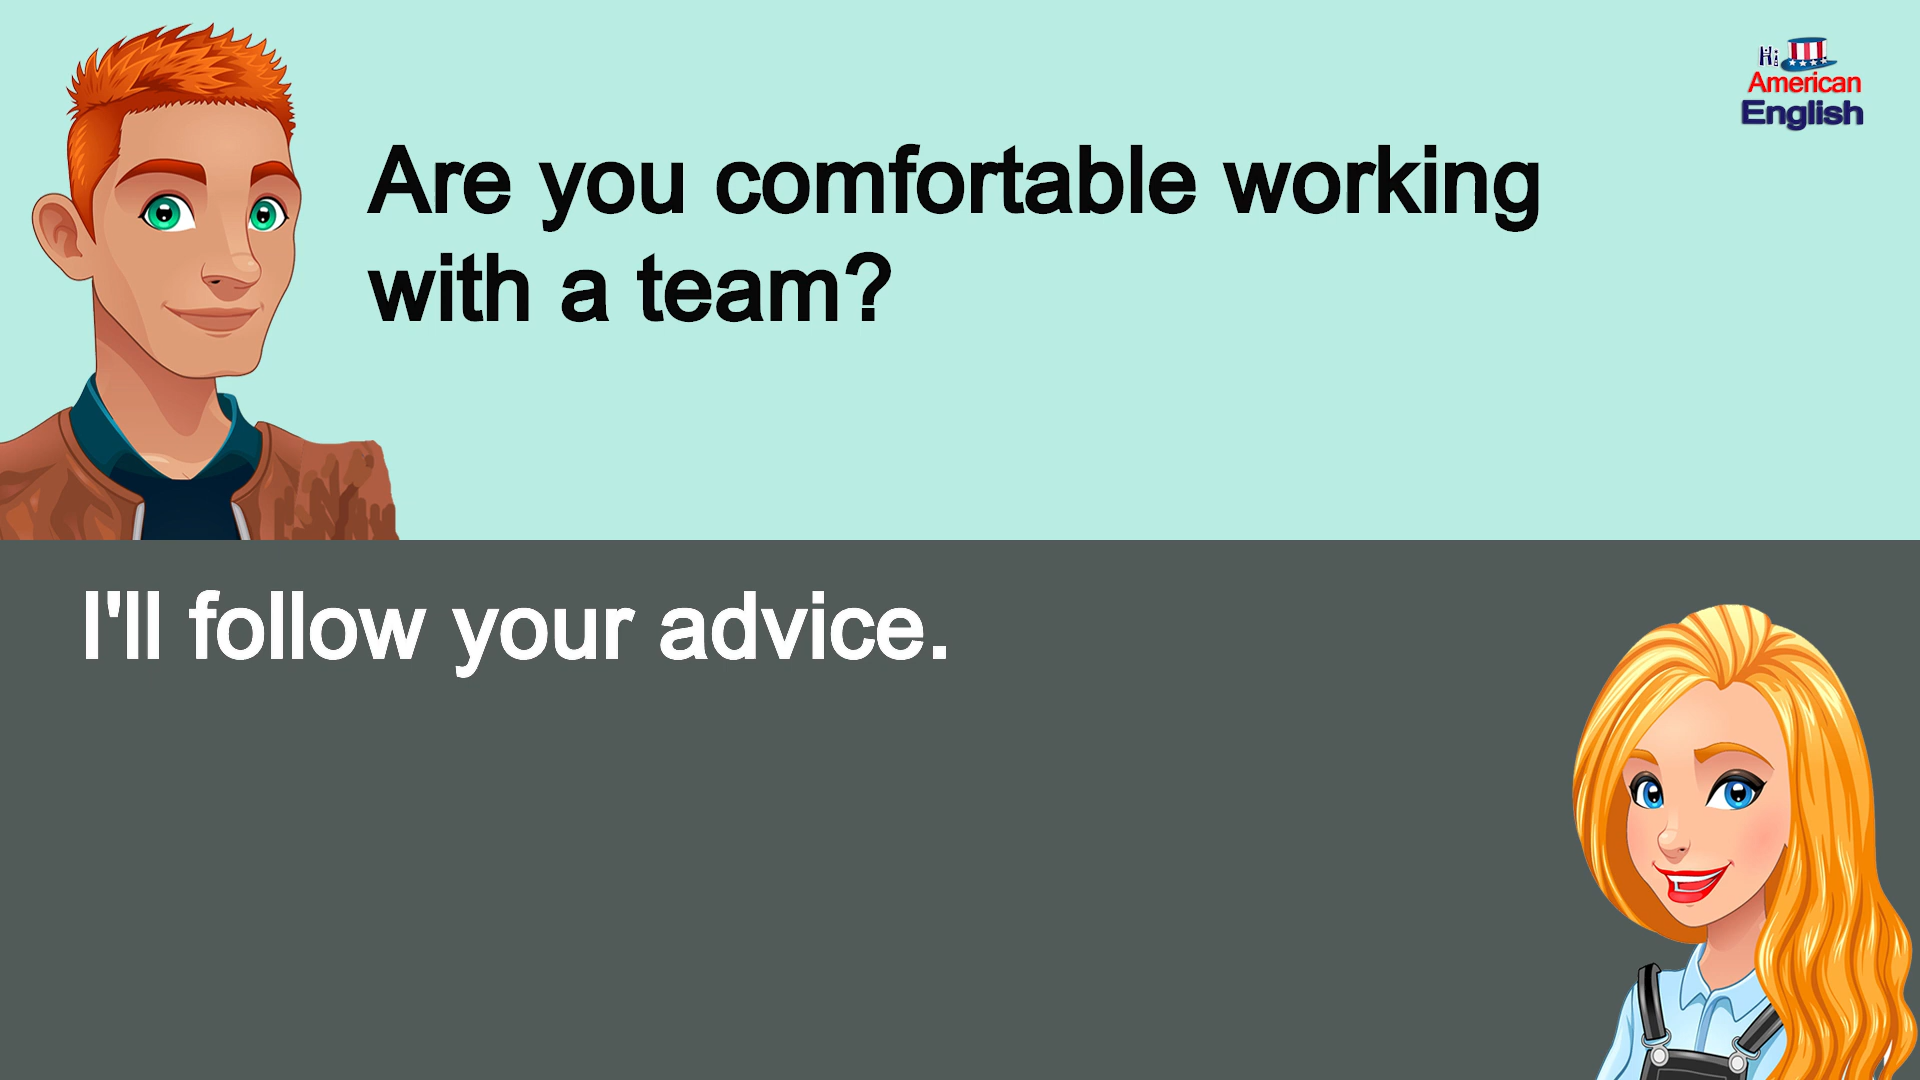 Hi
American
English
Are you comfortable working
with a team?
I'll follow your advice.